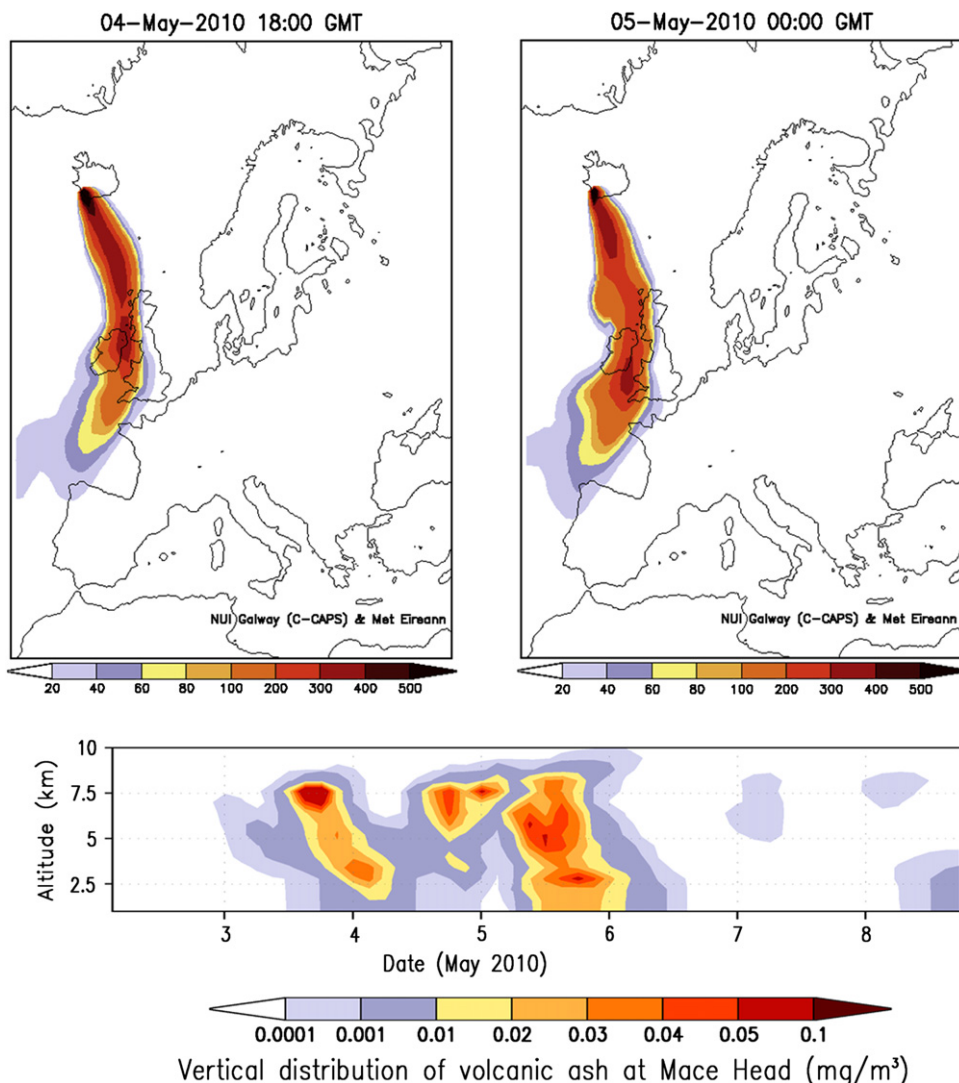 04-May-2010 18:00 GMT
05-May-2010 00:00 GMT
NUI Galway (C-CAPS) & Met Eireann
NUI Galway (C-CAPS) & Met Eireann
20 40 60 80 100 200 300 400 500
20 40 60 80 100 200 300 400 500
Altitude (km)
10
7.5
5
2.5
3 4 5 6 7 8
Date (May 2010)
0.0001 0.001 0.01 0.02 0.03 0.04 0.05 0.1
Vertical distribution of volcanic ash at Mace Head (mg/m³)